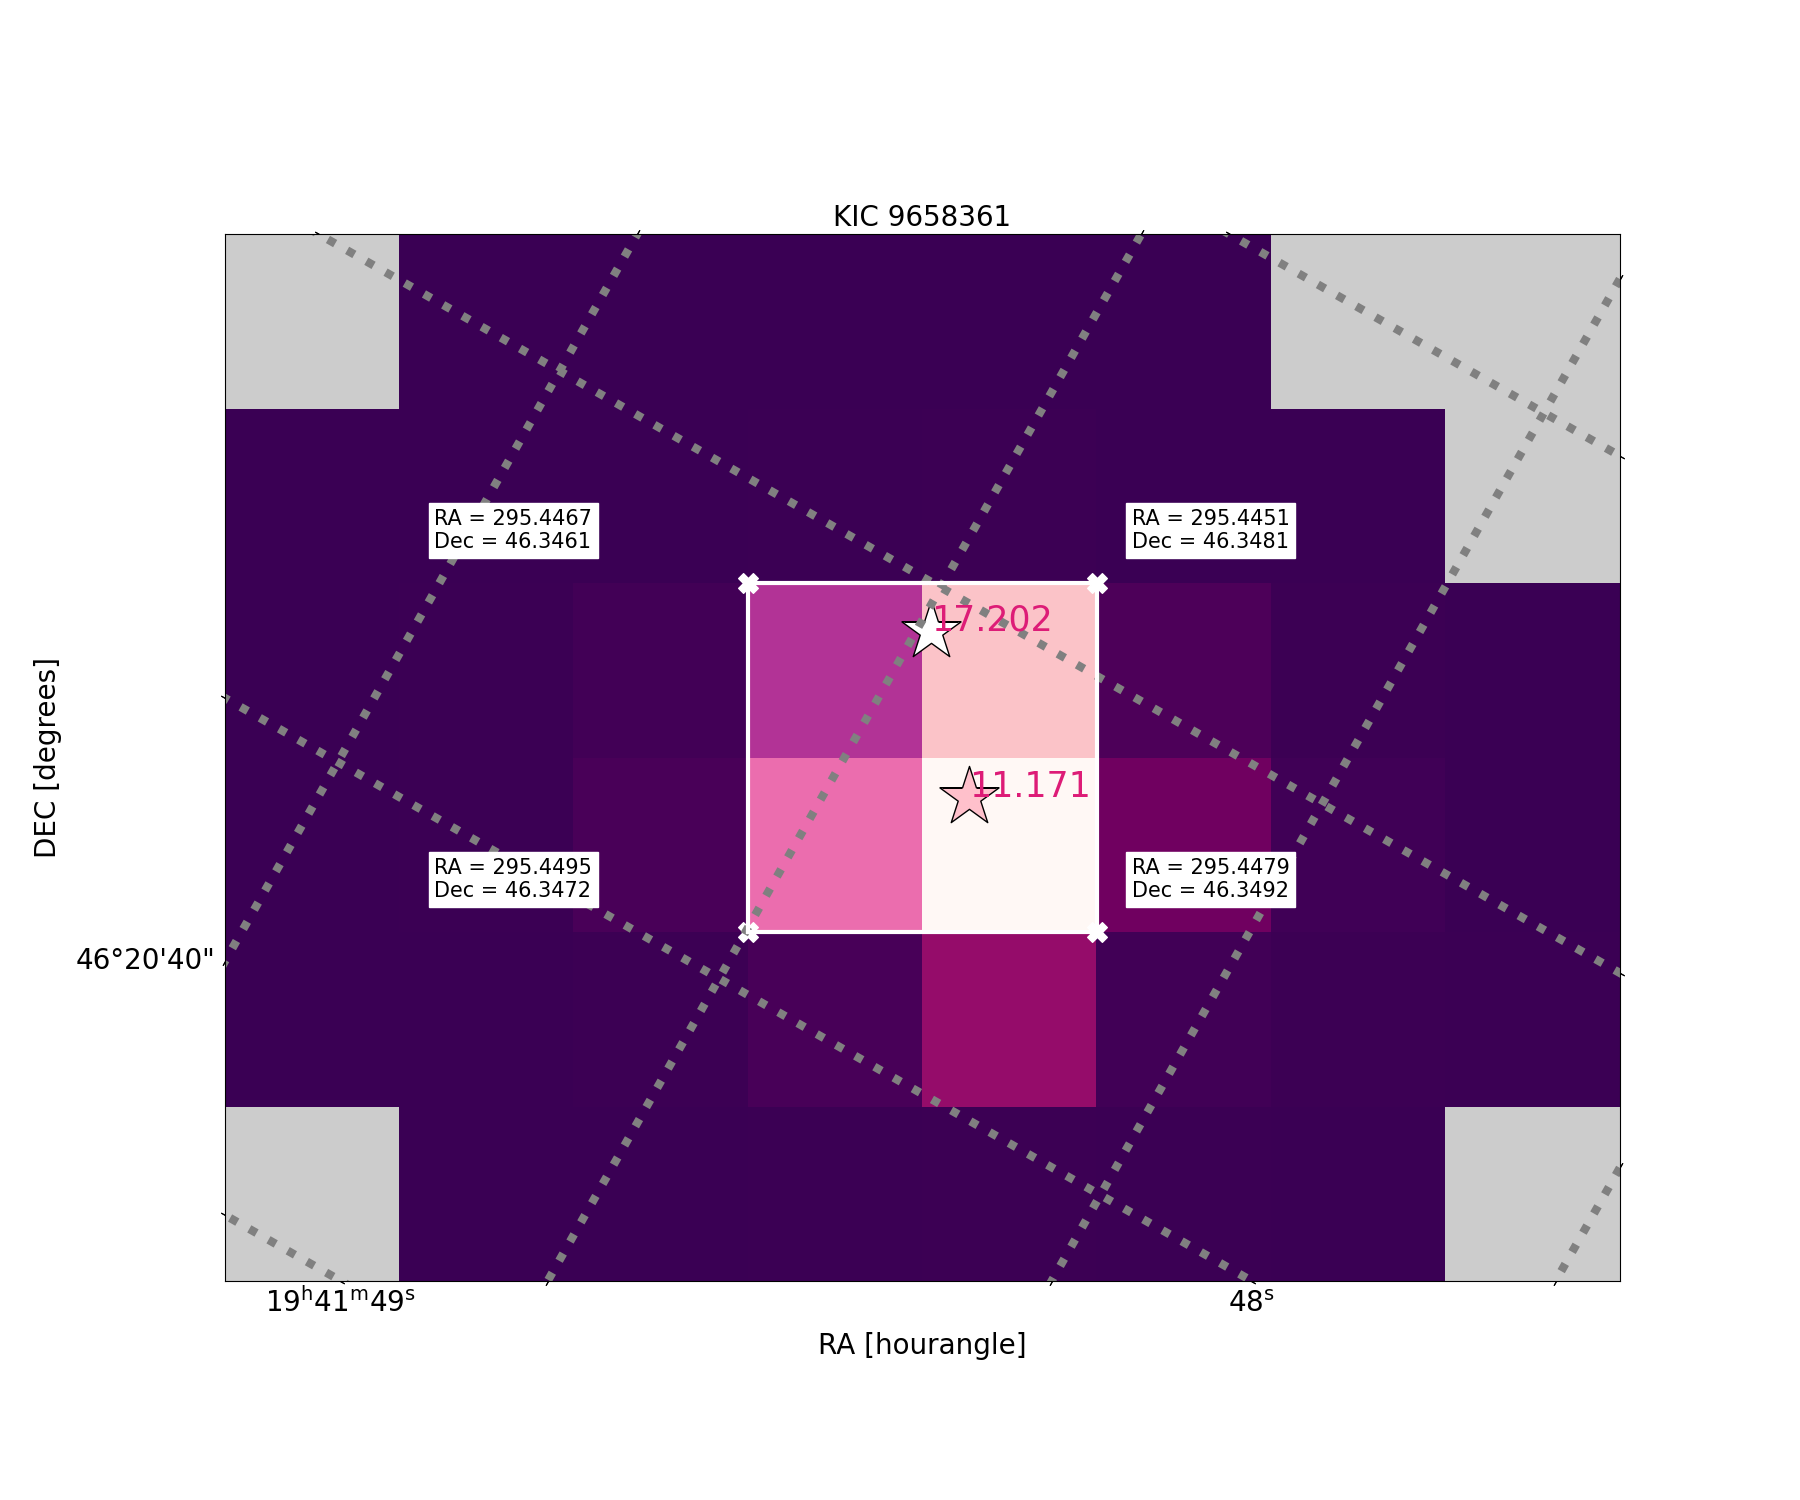 KIC 9658361
RA = 295.4467
Dec = 46.3461
RA = 295.4451
Dec = 46.3481
17.202
11.171
RA = 295.4495
Dec = 46.3472
RA = 295.4479
Dec = 46.3492
DEC [degrees]
46°20'40"
19ʰ41ᵐ49ˢ
48ˢ
RA [hourangle]